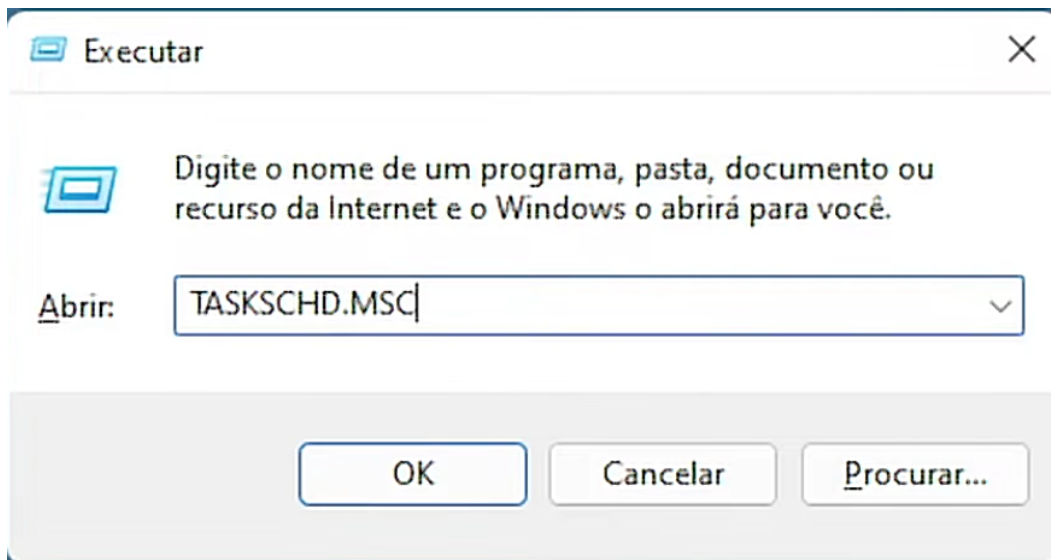 Executar
Digite o nome de um programa, pasta, documento ou
recurso da Internet e o Windows o abrirá para você.
Abrir: TASKSCHD.MSC
OK Cancelar Procurar...